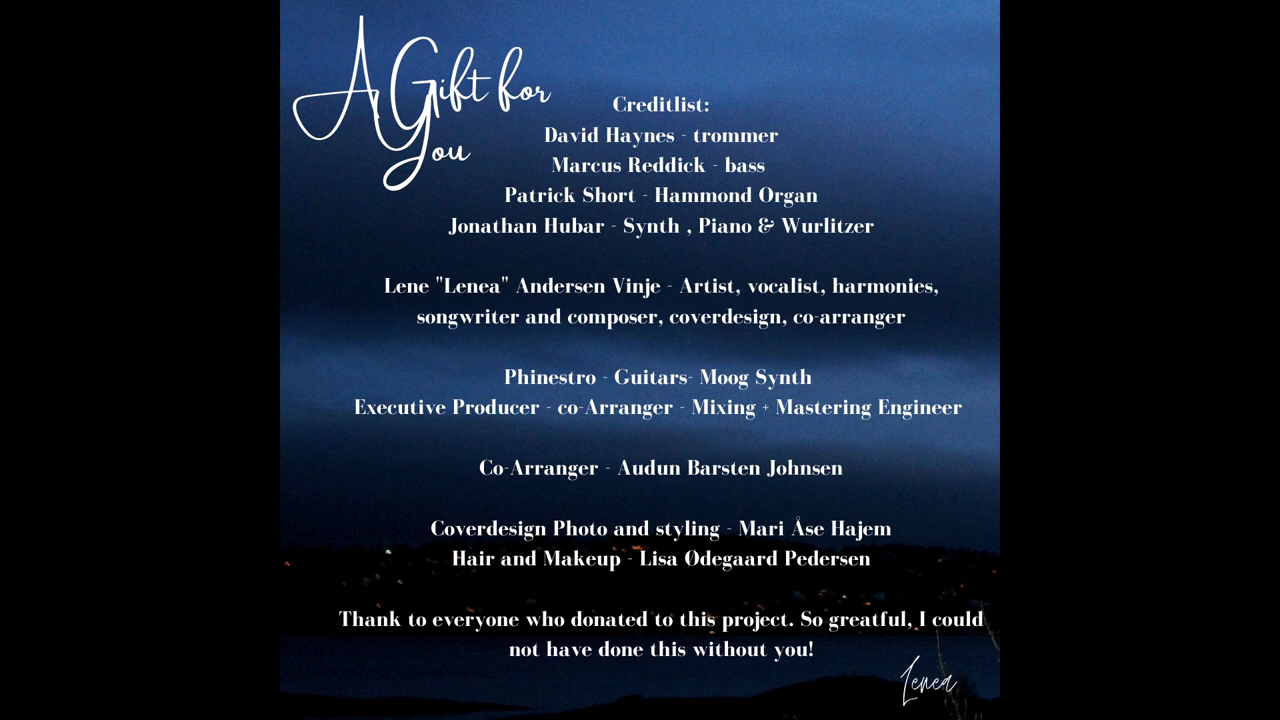 A Gift for
You
Creditlist:
David Haynes - trommer
Marcus Reddick - bass
Patrick Short - Hammond Organ
Jonathan Hubar - Synth , Piano & Wurlitzer
Lene "Lenea" Andersen Vinje - Artist, vocalist, harmonies,
songwriter and composer, coverdesign, co-arranger
Phinestro - Guitars- Moog Synth
Executive Producer - co-Arranger - Mixing + Mastering Engineer
Co-Arranger - Audun Barsten Johnsen
Coverdesign Photo and styling - Mari Åse Hajem
Hair and Makeup - Lisa Ødegaard Pedersen
Thank to everyone who donated to this project. So greatful, I could
not have done this without you!
Lenea